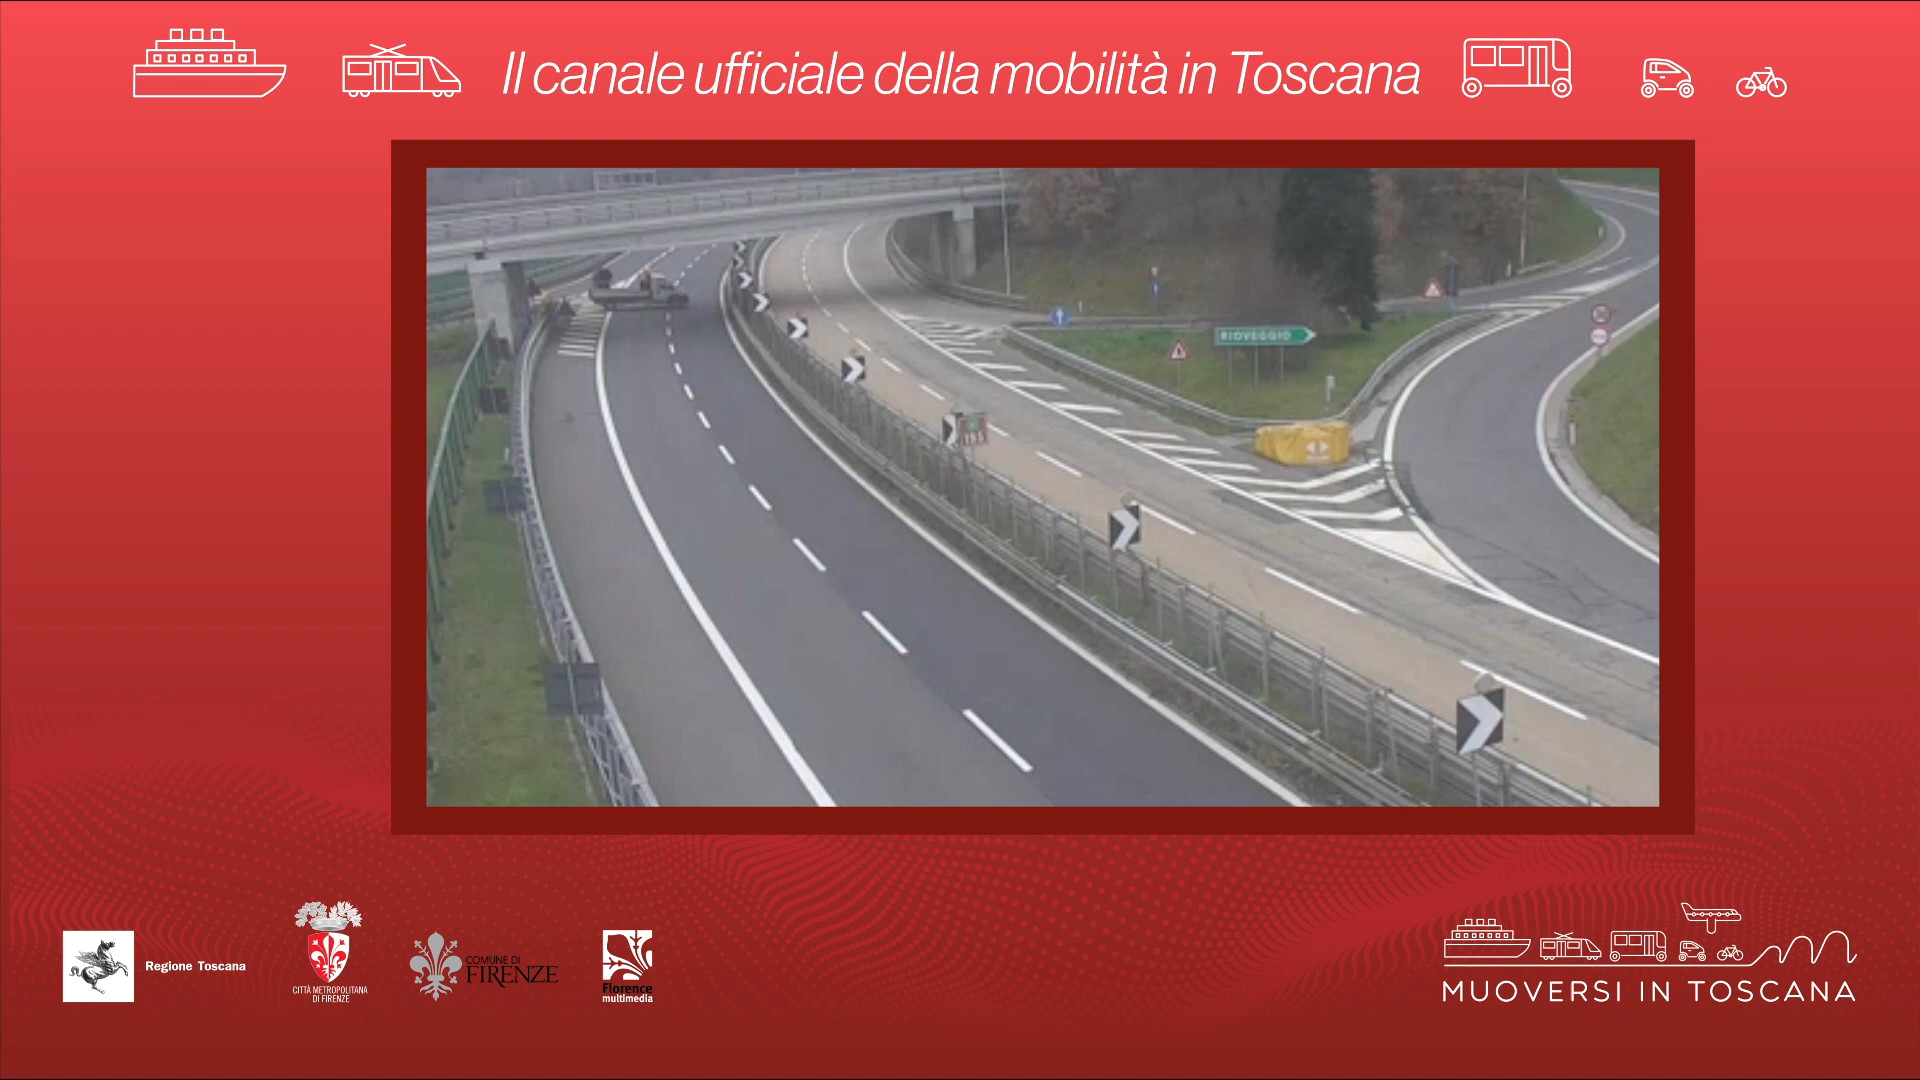 Il canale ufficiale della mobilità in Toscana
RIOVEGGIO
Regione Toscana
CITTÀ METROPOLITANA
DI FIRENZE
COMUNE DI
FIRENZE
Florence
multimedia
MUOVERSI IN TOSCANA